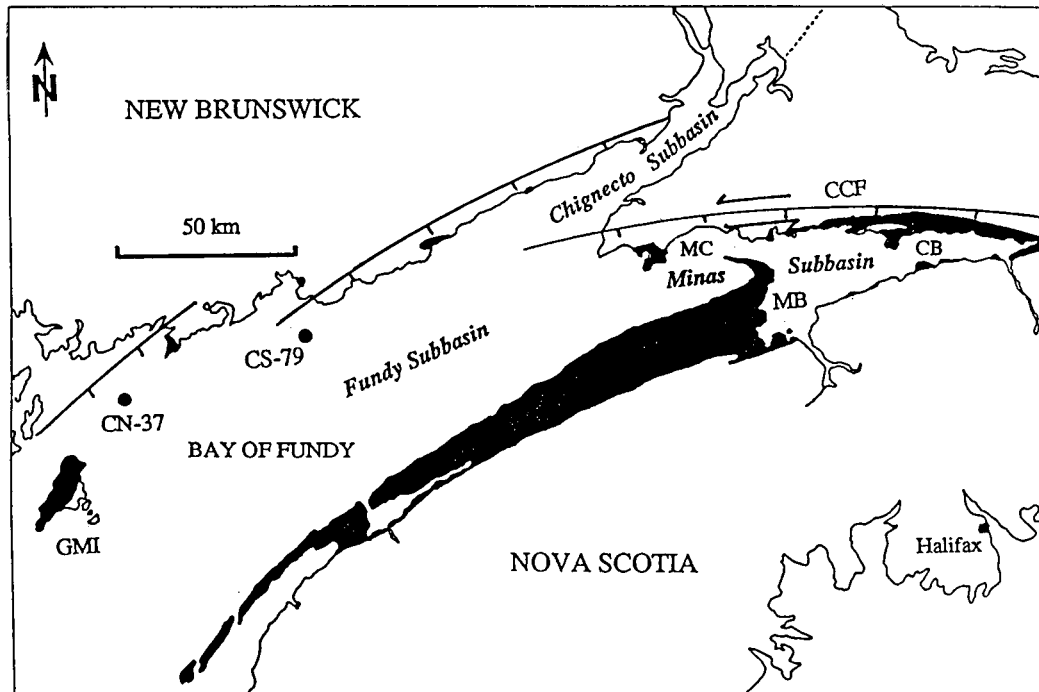 N
NEW BRUNSWICK
Chignecto Subbasin
CCF
50 km
MC
CB
Minas Subbasin
MB
CS-79
Fundy Subbasin
CN-37
BAY OF FUNDY
GMI
NOVA SCOTIA
Halifax